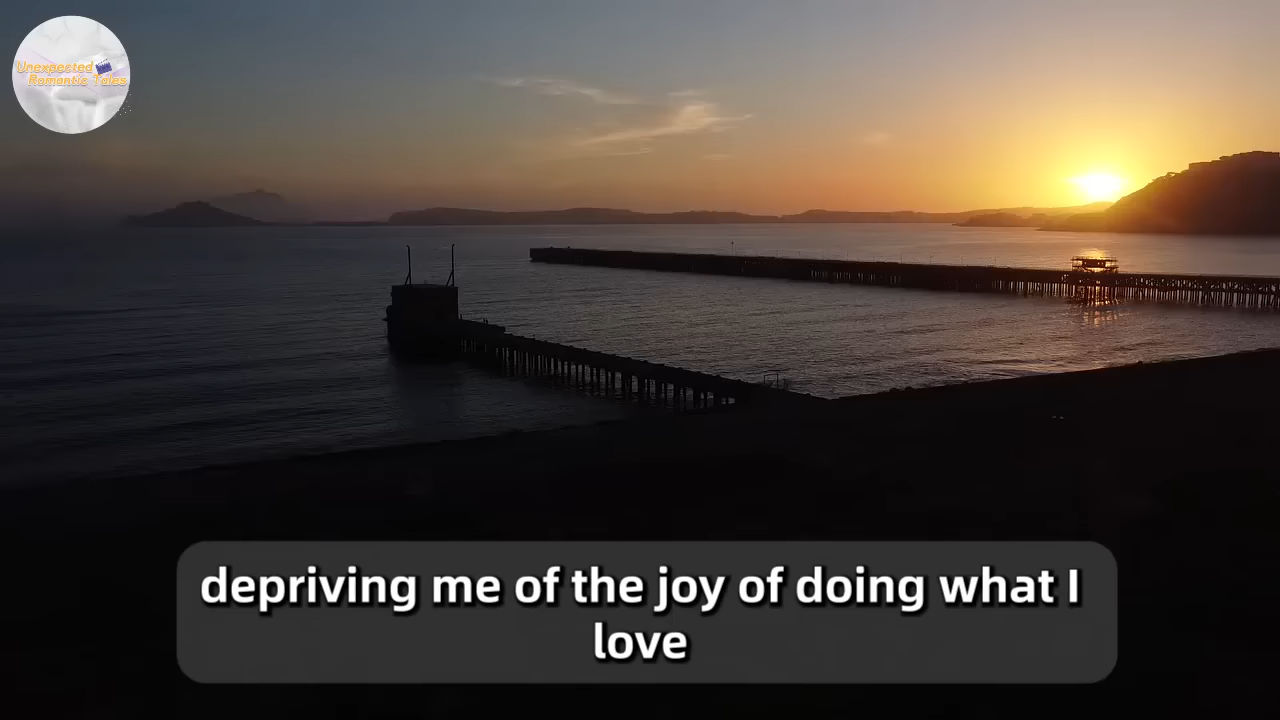 Unexpected
Romantic Tales
depriving me of the joy of doing what I
love